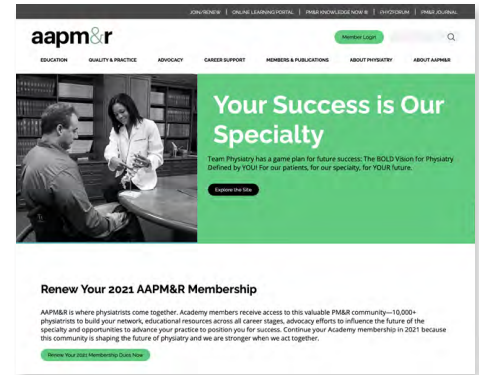 JOIN/RENEW | ONLINE LEARNING PORTAL | PM&R KNOWLEDGE NOW ® | PHYZFORUM | PM&R JOURNAL
aapm&r
Member Login
EDUCATION QUALITY & PRACTICE ADVOCACY CAREER SUPPORT MEMBERS & PUBLICATIONS ABOUT PHYSIATRY ABOUT AAPM&R
Your Success is Our
Specialty
Team Physiatry has a game plan for future success: The BOLD Vision for Physiatry
Defined by YOU! For our patients, for our specialty, for YOUR future.
Explore the Site
Renew Your 2021 AAPM&R Membership
AAPM&R is where physiatrists come together. Academy members receive access to this valuable PM&R community—10,000+
physiatrists to build your network, educational resources across all career stages, advocacy efforts to influence the future of the
specialty and opportunities to advance your practice to position you for success. Continue your Academy membership in 2021 because
this community is shaping the future of physiatry and we are stronger when we act together.
Renew Your 2021 Membership Dues Now